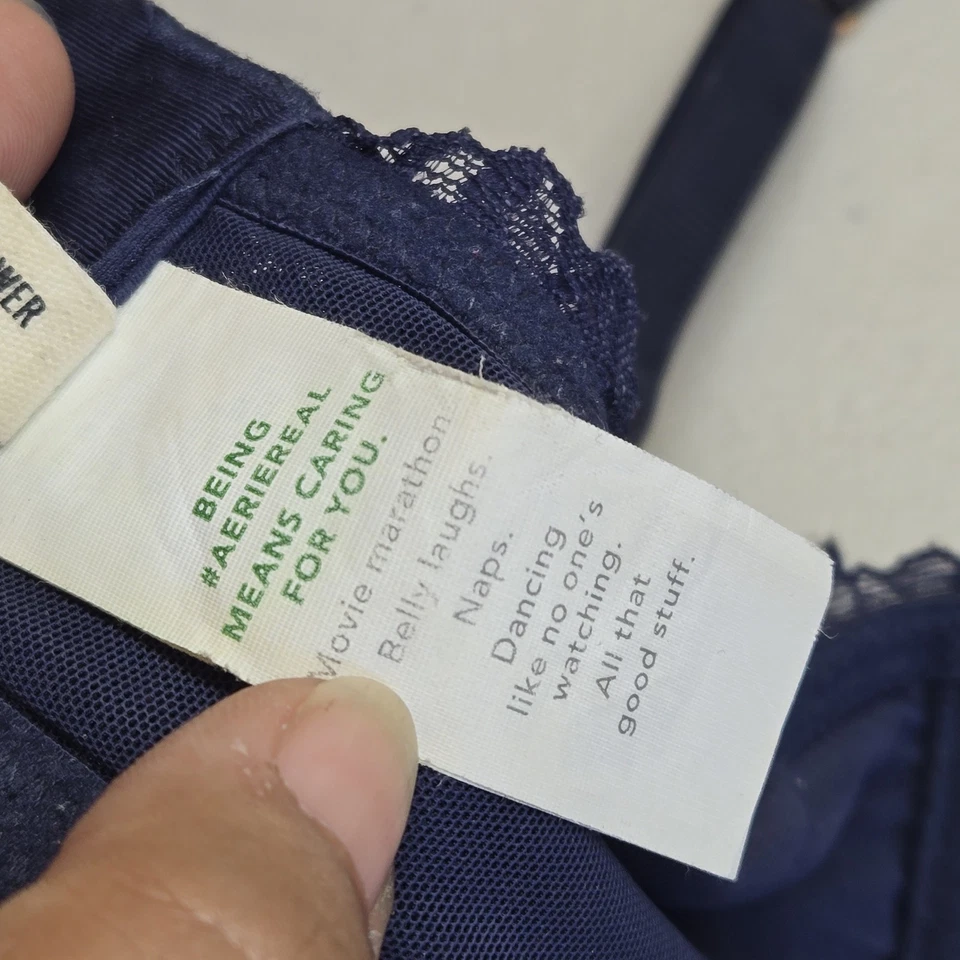 BEING
#AERIEREAL
MEANS CARING
FOR YOU.
Movie marathon
Belly laughs.
Naps.
Dancing
like no one's
watching.
All that
good stuff.